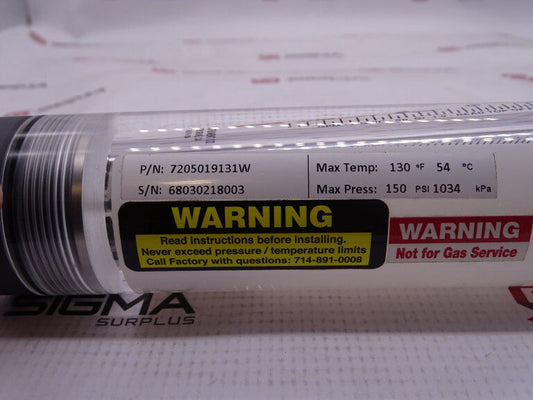 P/N: 7205019131W
S/N: 68030218003
Max Temp: 130 °F 54 °C
Max Press: 150 PSI 1034 kPa
WARNING
Read instructions before installing.
Never exceed pressure / temperature limits
Call Factory with questions: 714-891-0008
WARNING
Not for Gas Service
SIGMA
SURPLUS